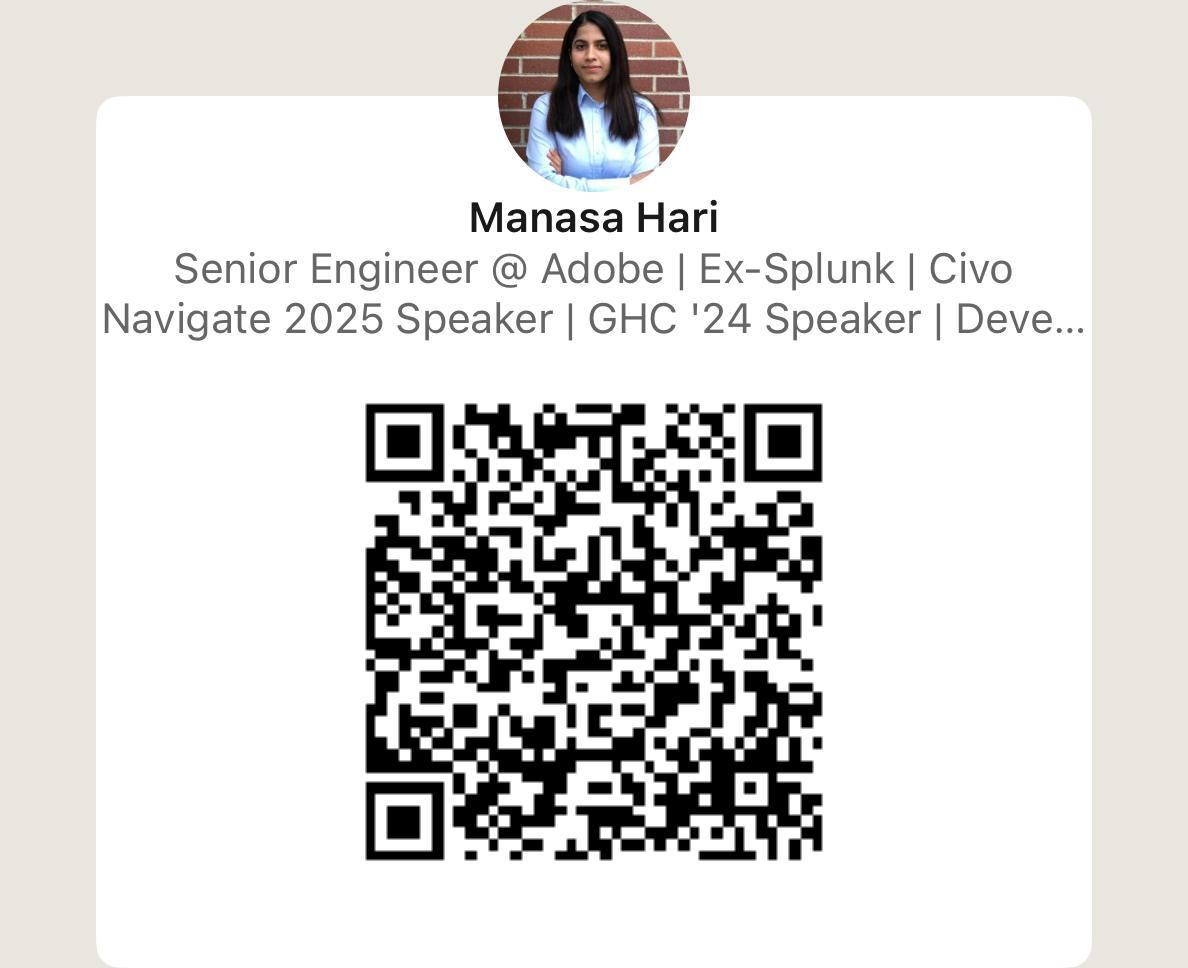 Manasa Hari
Senior Engineer @ Adobe | Ex-Splunk | Civo
Navigate 2025 Speaker | GHC '24 Speaker | Deve...